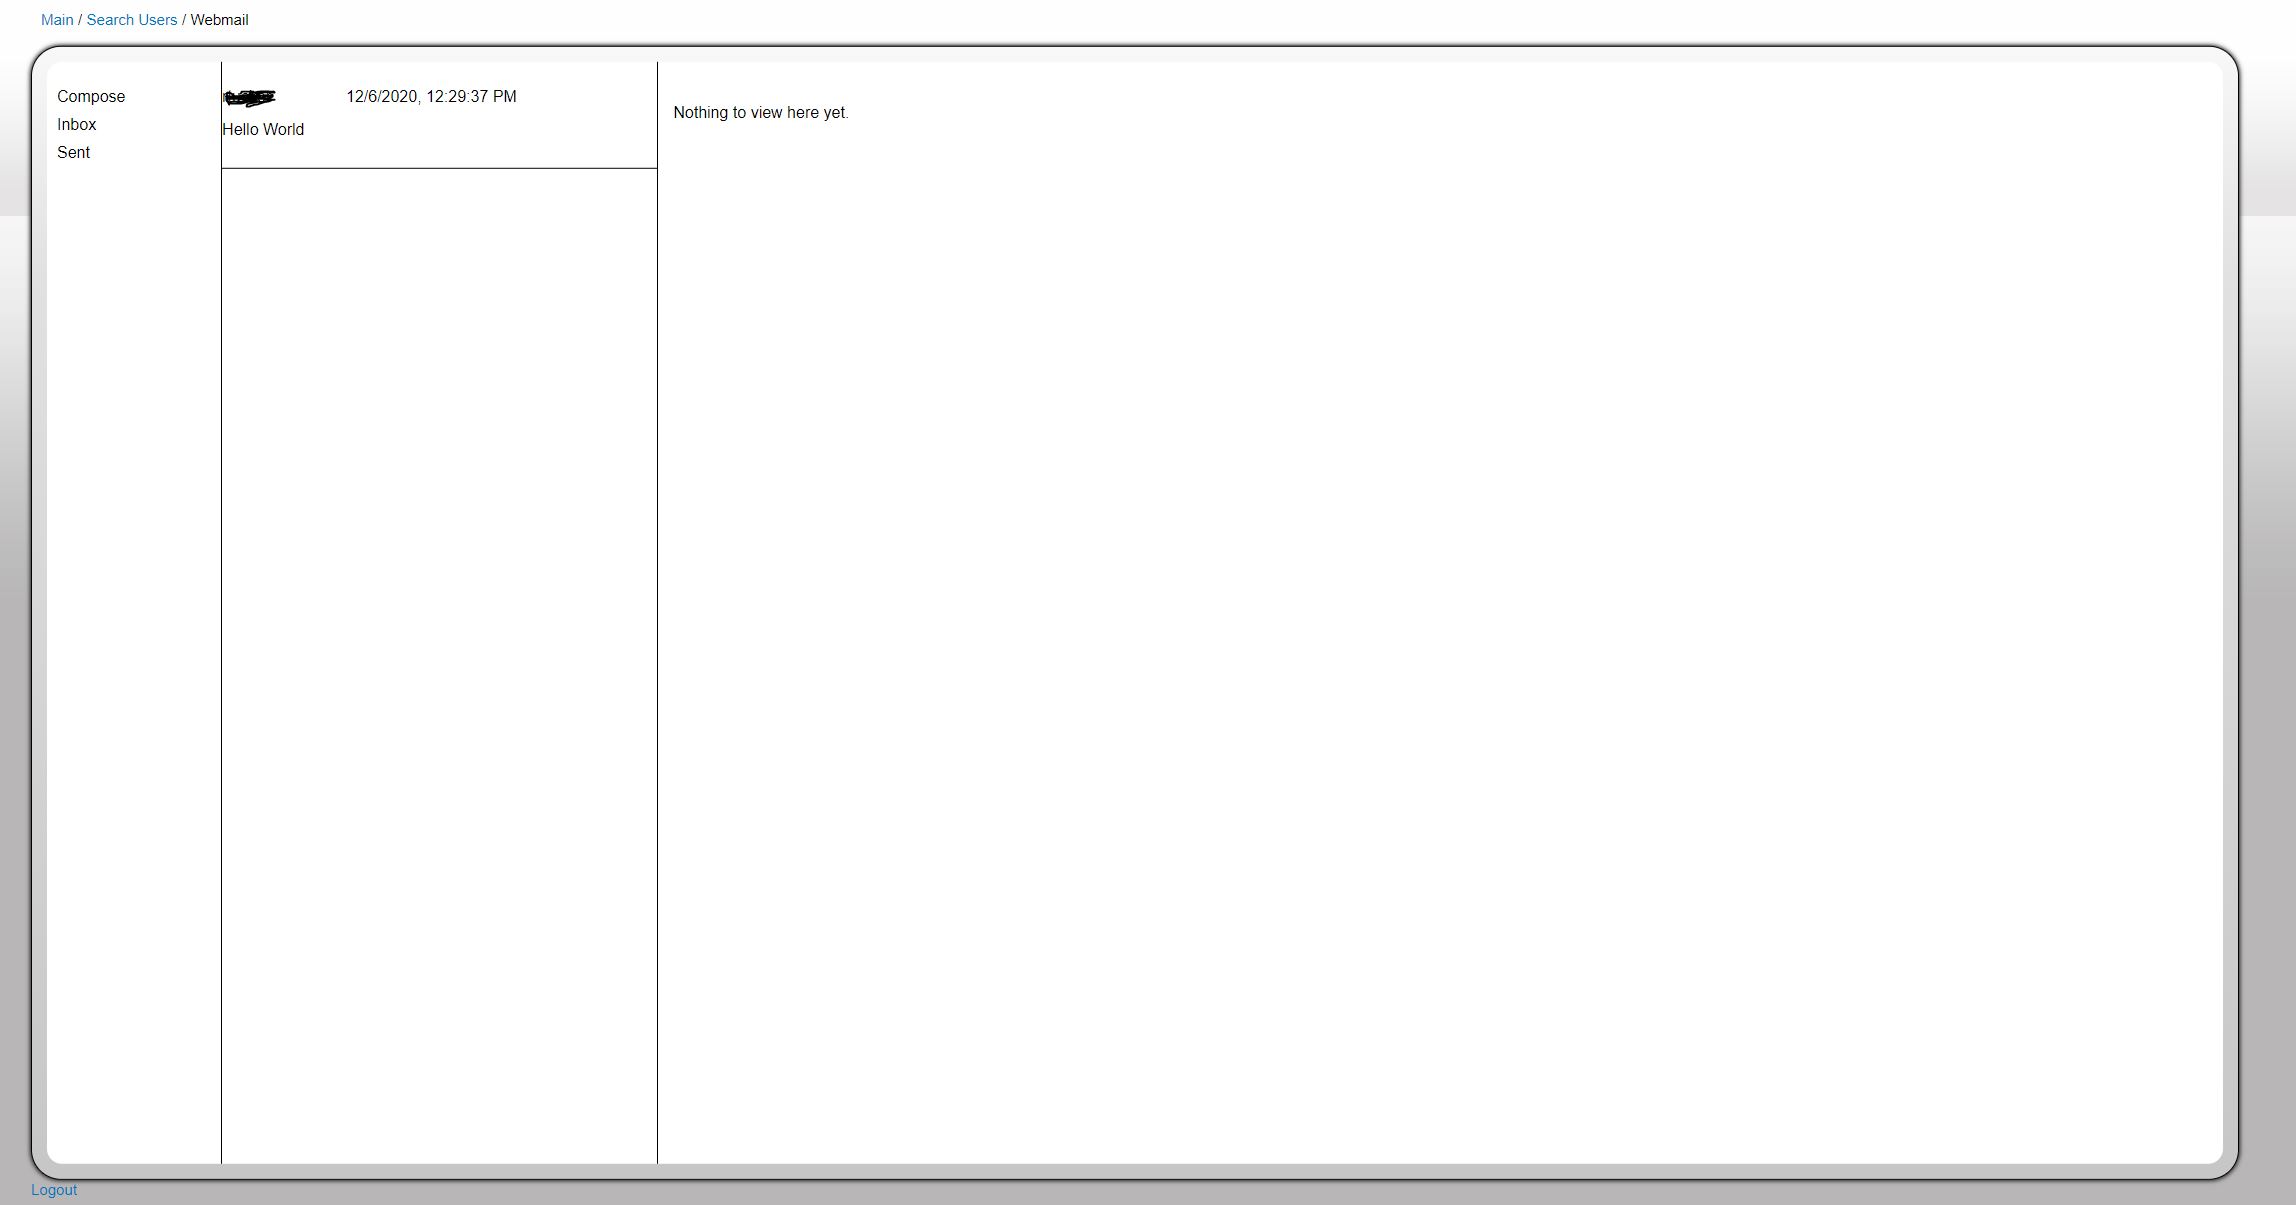 Main / Search Users / Webmail
Compose
Inbox
Sent
12/6/2020, 12:29:37 PM
Hello World
Nothing to view here yet.
Logout